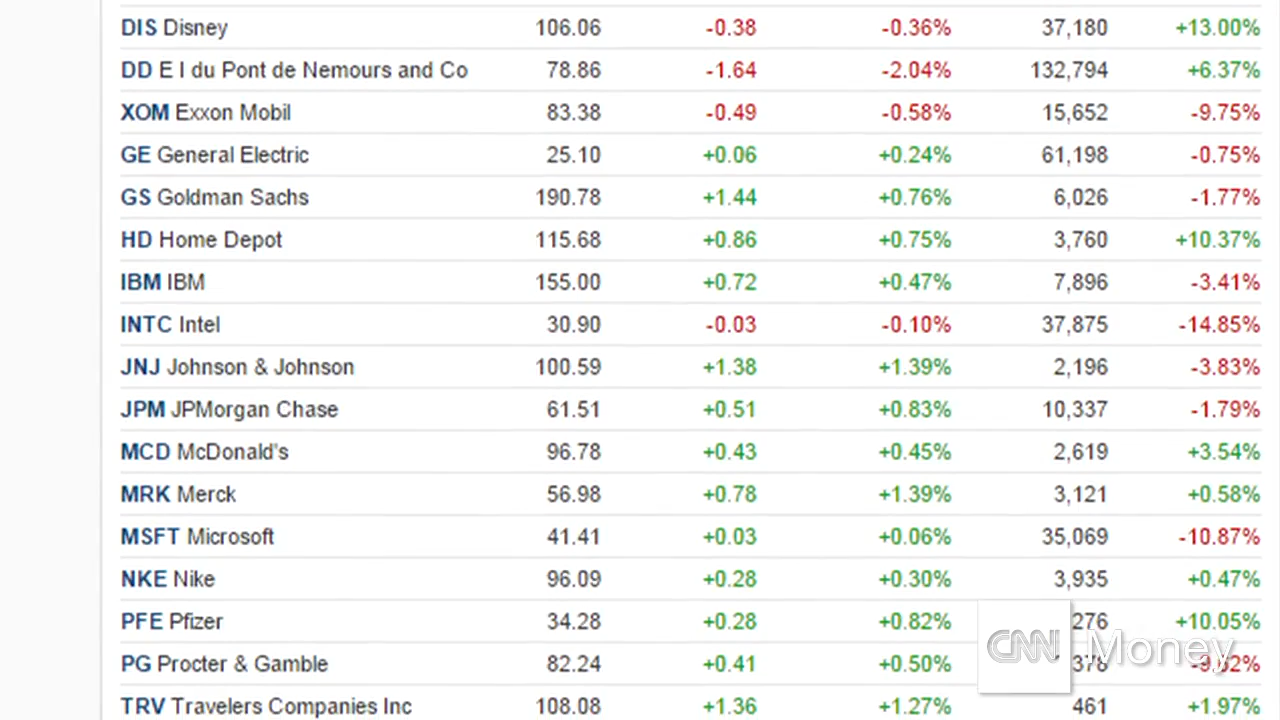 DIS Disney 106.06 -0.38 -0.36% 37,180 +13.00%
DD E I du Pont de Nemours and Co 78.86 -1.64 -2.04% 132,794 +6.37%
XOM Exxon Mobil 83.38 -0.49 -0.58% 15,652 -9.75%
GE General Electric 25.10 +0.06 +0.24% 61,198 -0.75%
GS Goldman Sachs 190.78 +1.44 +0.76% 6,026 -1.77%
HD Home Depot 115.68 +0.86 +0.75% 3,760 +10.37%
IBM IBM 155.00 +0.72 +0.47% 7,896 -3.41%
INTC Intel 30.90 -0.03 -0.10% 37,875 -14.85%
JNJ Johnson & Johnson 100.59 +1.38 +1.39% 2,196 -3.83%
JPM JPMorgan Chase 61.51 +0.51 +0.83% 10,337 -1.79%
MCD McDonald's 96.78 +0.43 +0.45% 2,619 +3.54%
MRK Merck 56.98 +0.78 +1.39% 3,121 +0.58%
MSFT Microsoft 41.41 +0.03 +0.06% 35,069 -10.87%
NKE Nike 96.09 +0.28 +0.30% 3,935 +0.47%
PFE Pfizer 34.28 +0.28 +0.82% +10.05%
PG Procter & Gamble 82.24 +0.41 +0.50%
CNN Money
TRV Travelers Companies Inc 108.08 +1.36 +1.27% 461 +1.97%